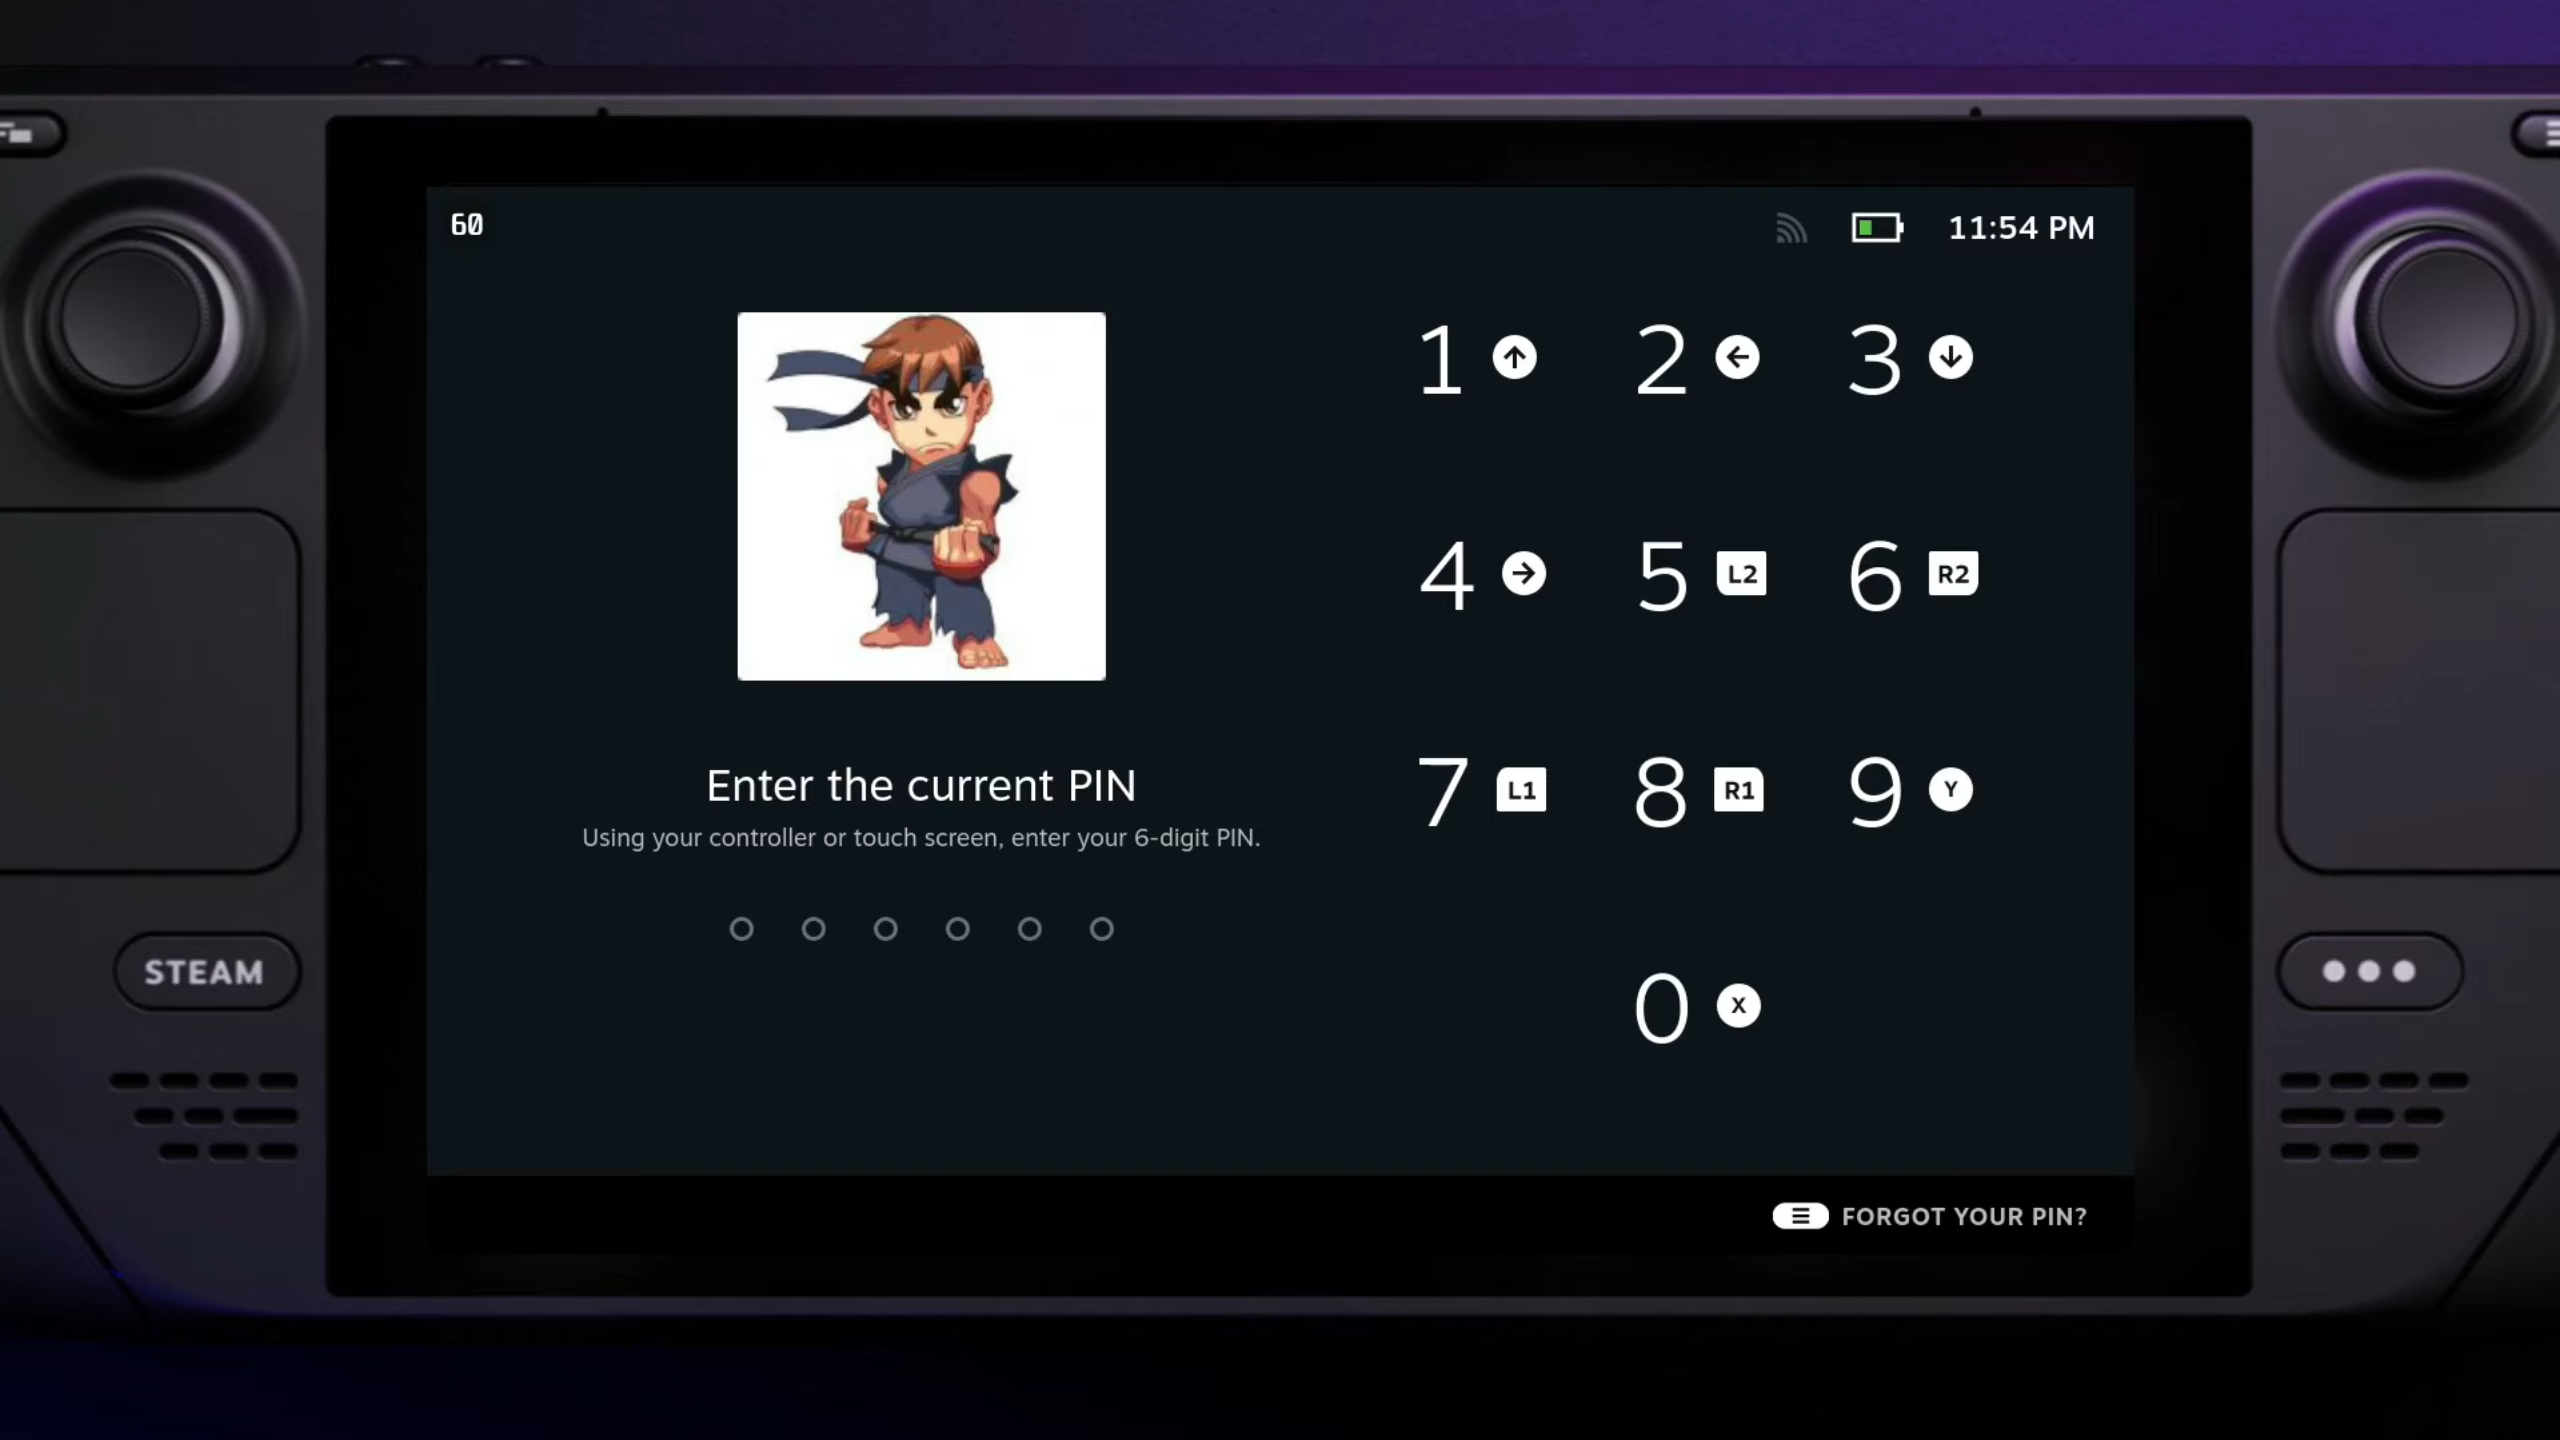 60
11:54 PM
1 2 3
4 5 L2 6 R2
7 L1 8 R1 9 Y
0 X
Enter the current PIN
Using your controller or touch screen, enter your 6-digit PIN.
STEAM
FORGOT YOUR PIN?